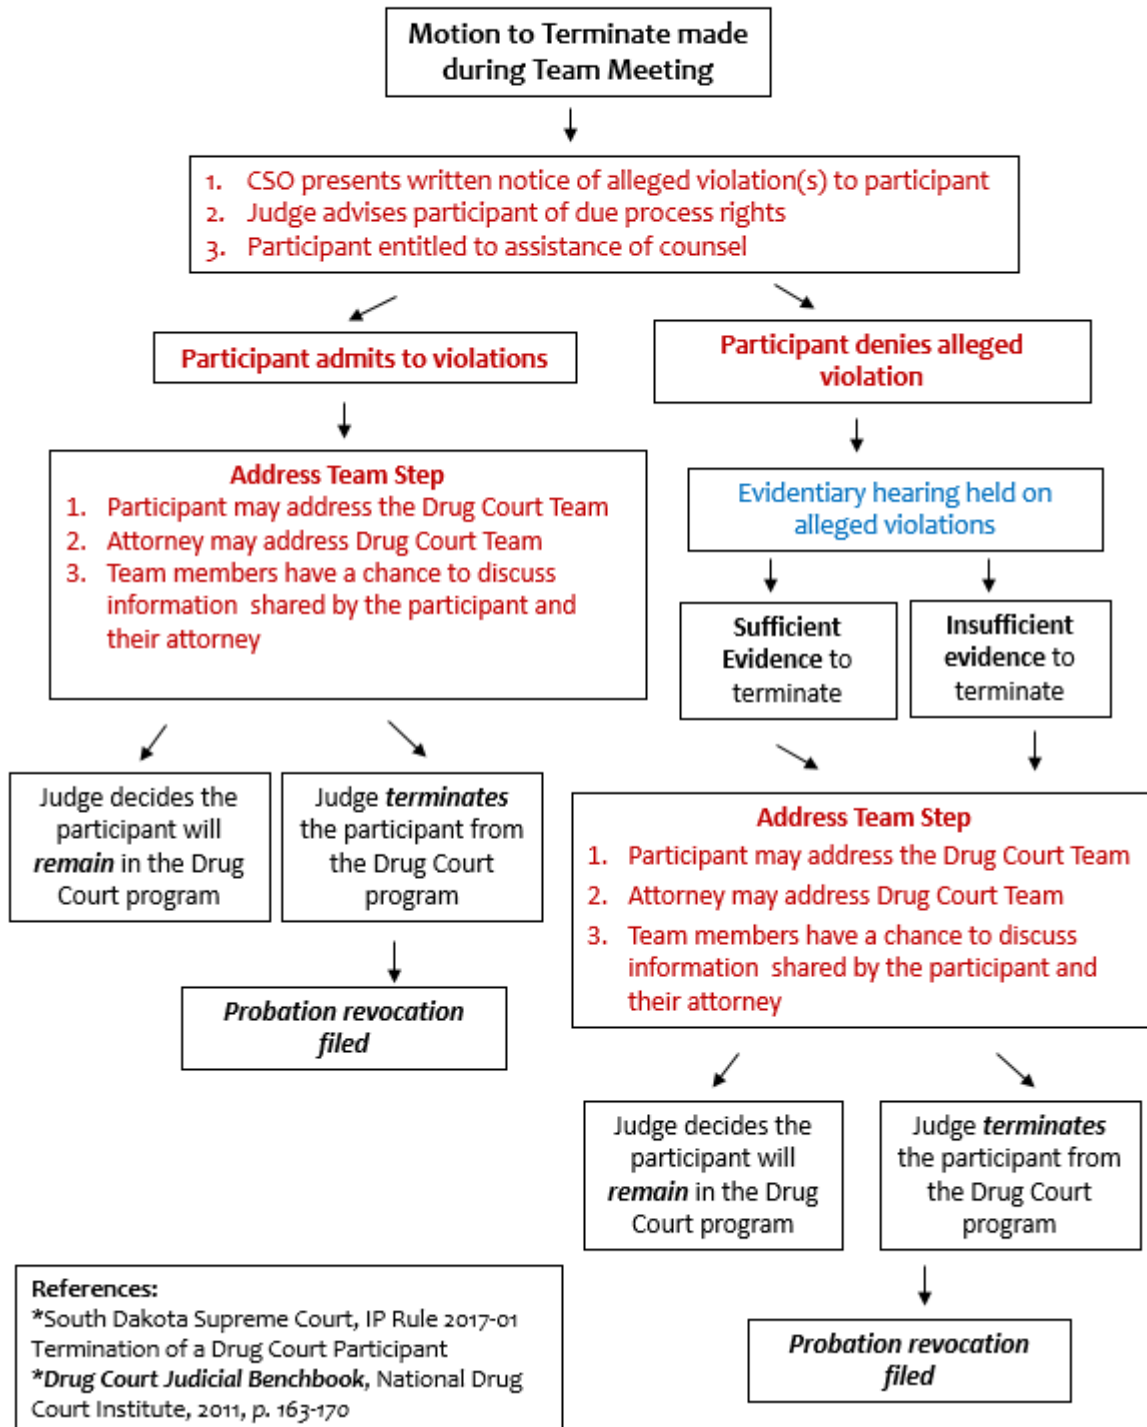 Motion to Terminate made
during Team Meeting
1. CSO presents written notice of alleged violation(s) to participant
2. Judge advises participant of due process rights
3. Participant entitled to assistance of counsel
Participant admits to violations
Participant denies alleged
violation
Address Team Step
1. Participant may address the Drug Court Team
2. Attorney may address Drug Court Team
3. Team members have a chance to discuss
information shared by the participant and
their attorney
Evidentiary hearing held on
alleged violations
Sufficient
Evidence to
terminate
Insufficient
evidence to
terminate
Judge decides the
participant will
remain in the Drug
Court program
Judge terminates
the participant from
the Drug Court
program
Probation revocation
filed
Address Team Step
1. Participant may address the Drug Court Team
2. Attorney may address Drug Court Team
3. Team members have a chance to discuss
information shared by the participant and
their attorney
Judge decides the
participant will
remain in the Drug
Court program
Judge terminates
the participant from
the Drug Court
program
Probation revocation
filed
References:
*South Dakota Supreme Court, IP Rule 2017-01
Termination of a Drug Court Participant
*Drug Court Judicial Benchbook, National Drug
Court Institute, 2011, p. 163-170